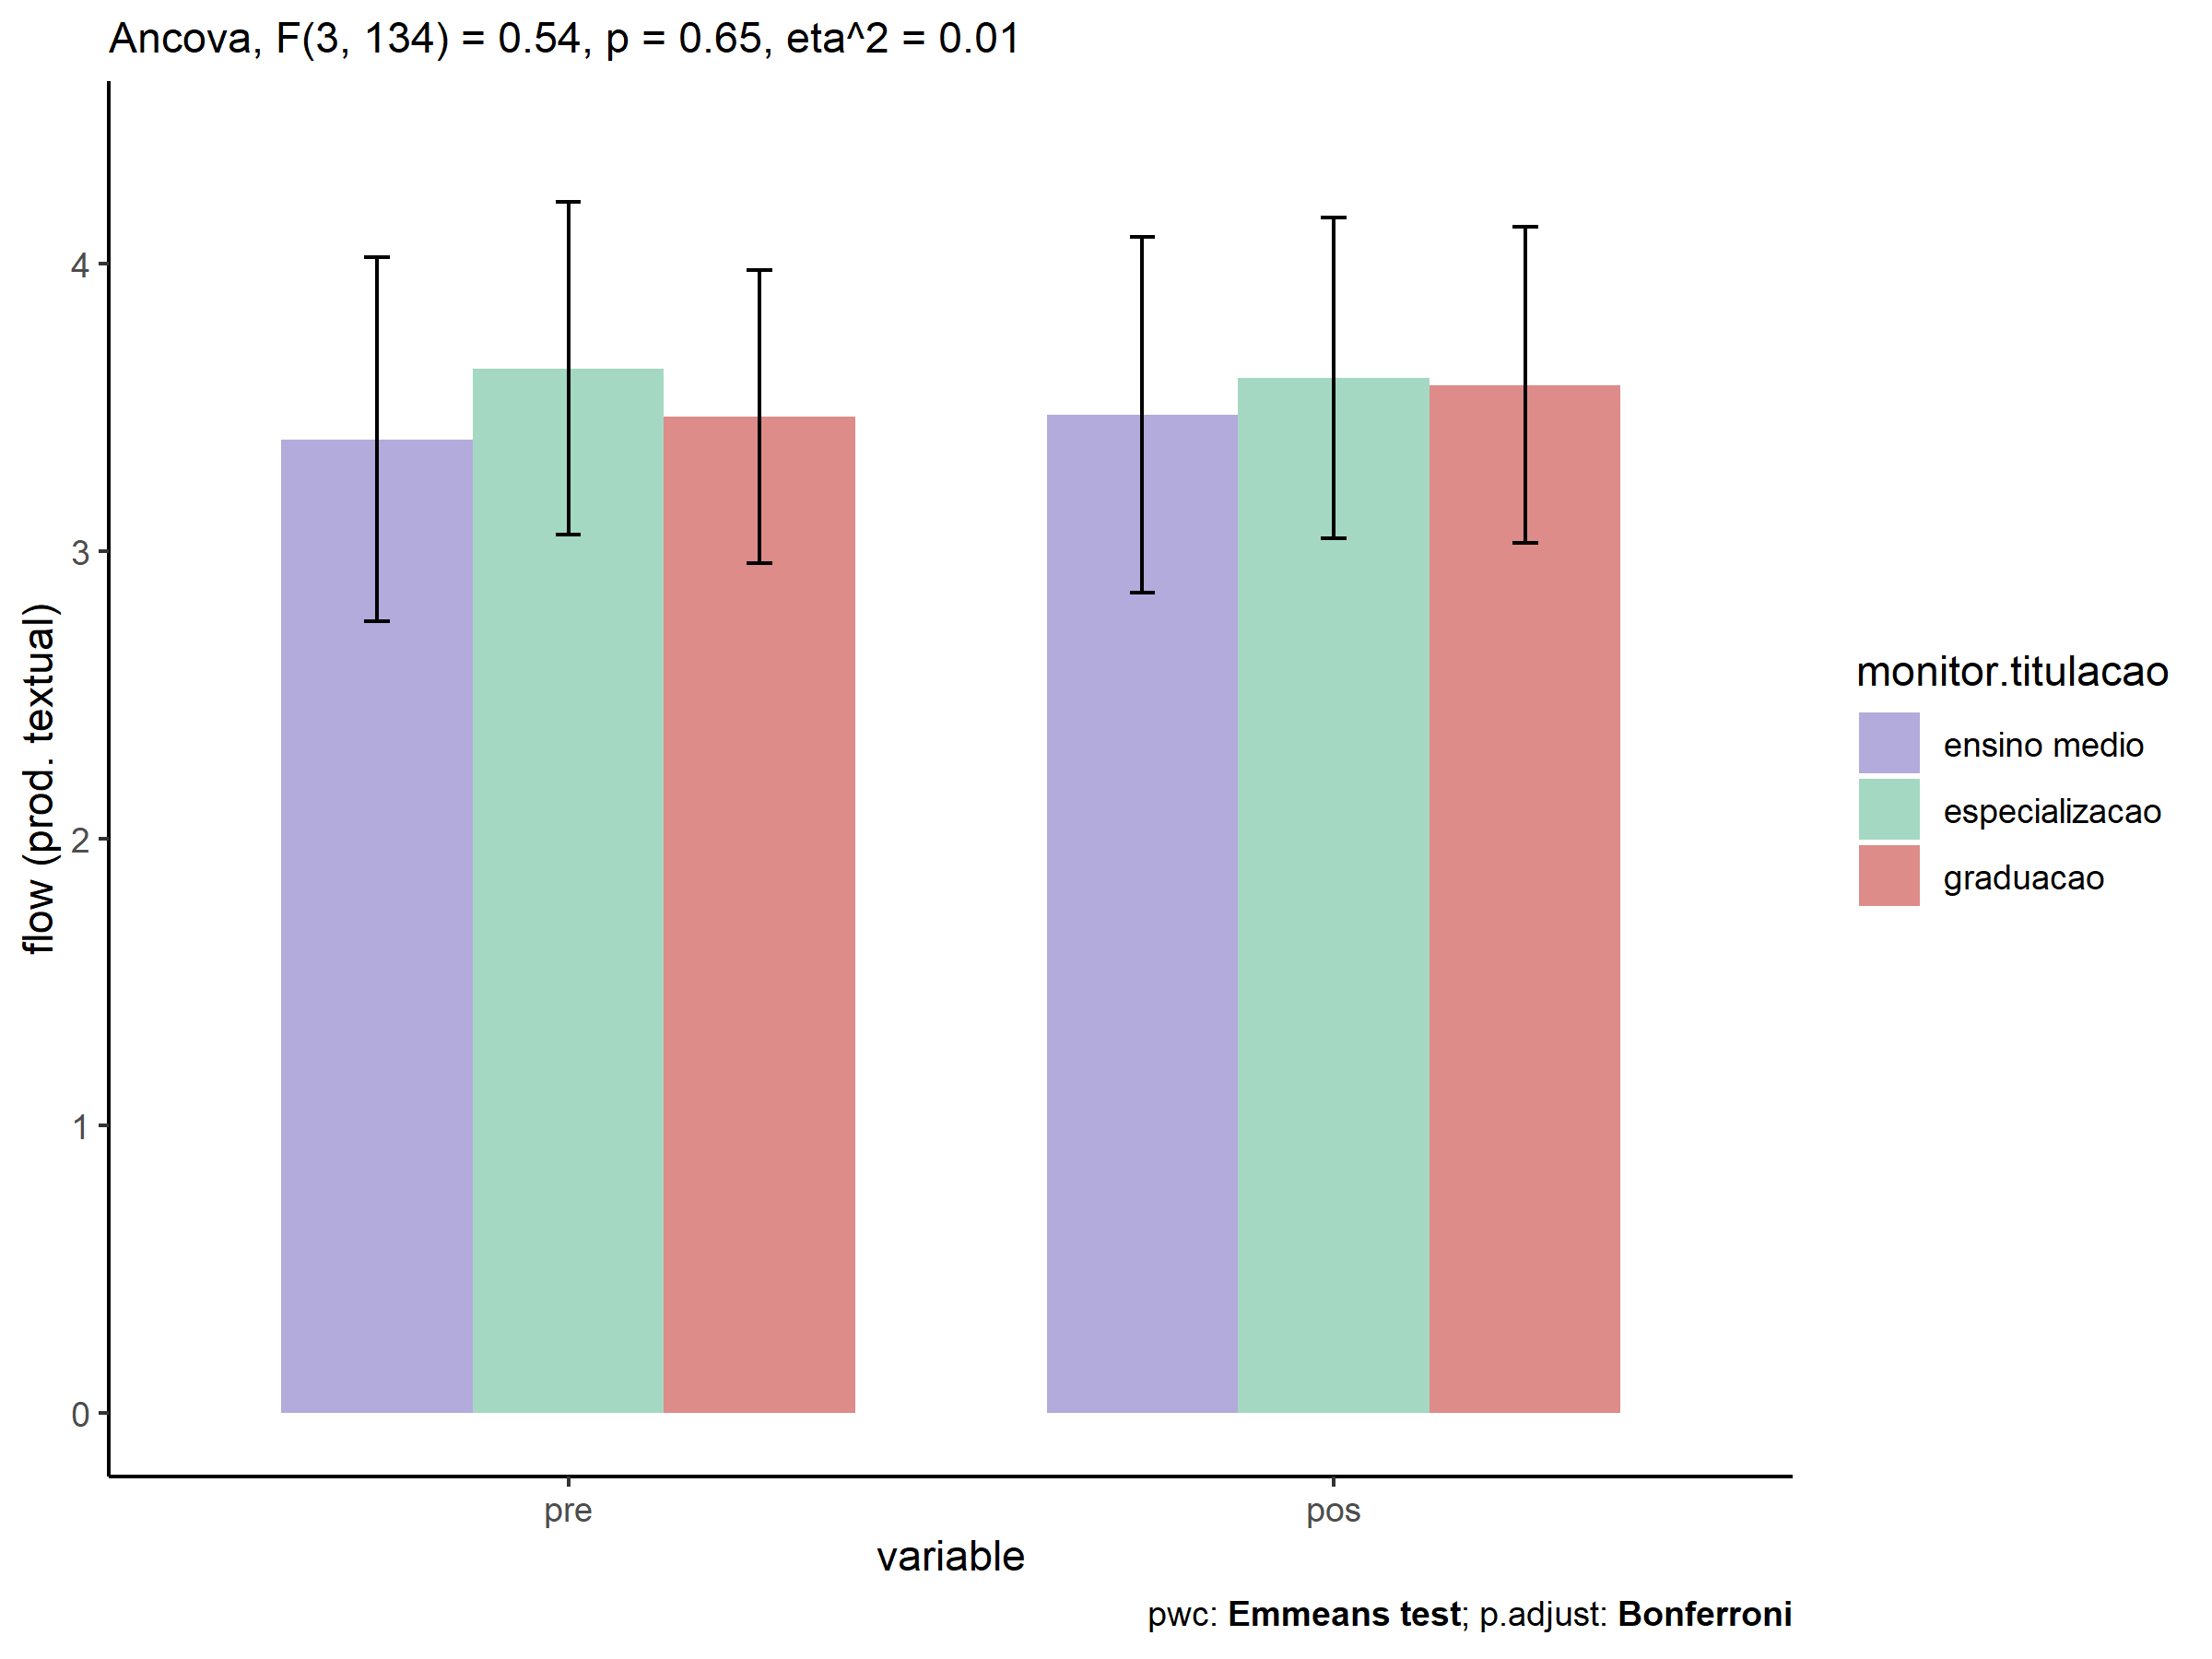 Ancova, F(3, 134) = 0.54, p = 0.65, eta^2 = 0.01
flow (prod. textual)
4
3
2
1
0
pre
pos
variable
monitor.titulacao
ensino medio
especializacao
graduacao
pwc: Emmeans test; p.adjust: Bonferroni